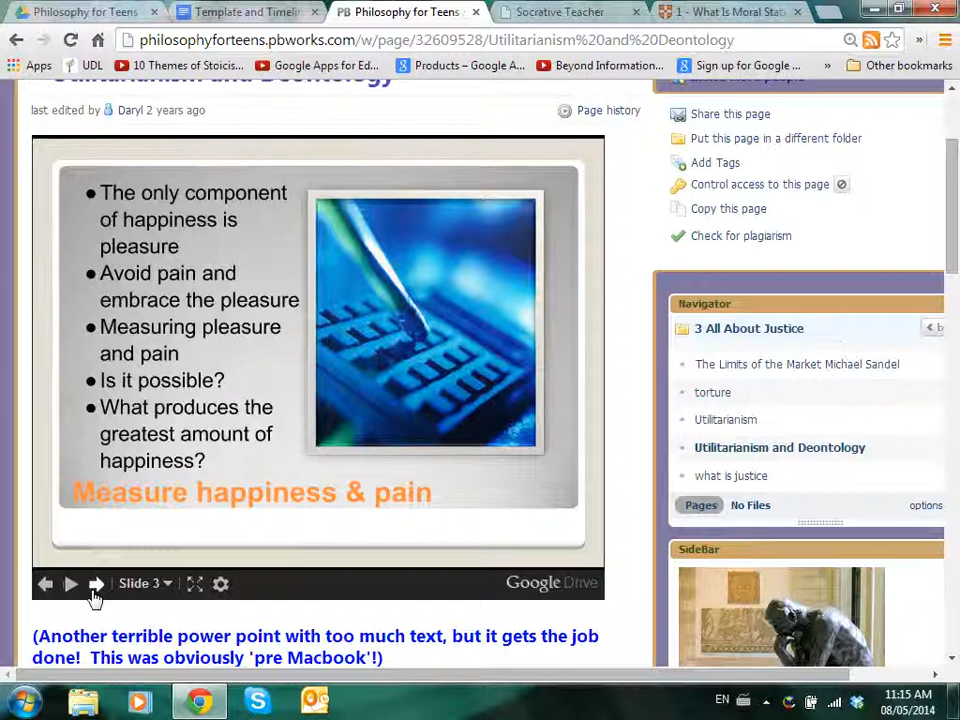 Philosophy for Teens
Template and Timelin
PB Philosophy for Teens
Socrative Teacher
1 - What Is Moral Stat
philosophyforteens.pbworks.com/w/page/32609528/Utilitarianism%20and%20Deontology
Apps
UDL
10 Themes of Stoicis...
Google Apps for Ed...
Products – Google A...
Beyond Information...
Sign up for Google ...
»
Other bookmarks
Utilitarianism and Deontology
last edited by Daryl 2 years ago
Page history
● The only component
of happiness is
pleasure
● Avoid pain and
embrace the pleasure
● Measuring pleasure
and pain
● Is it possible?
● What produces the
greatest amount of
happiness?
Measure happiness & pain
Slide 3
Google Drive
(Another terrible power point with too much text, but it gets the job
done! This was obviously 'pre Macbook'!)
Share this page
Put this page in a different folder
Add Tags
Control access to this page
Copy this page
Check for plagiarism
Navigator
3 All About Justice
b
The Limits of the Market Michael Sandel
torture
Utilitarianism
Utilitarianism and Deontology
what is justice
Pages
No Files
options
SideBar
EN
11:15 AM
08/05/2014